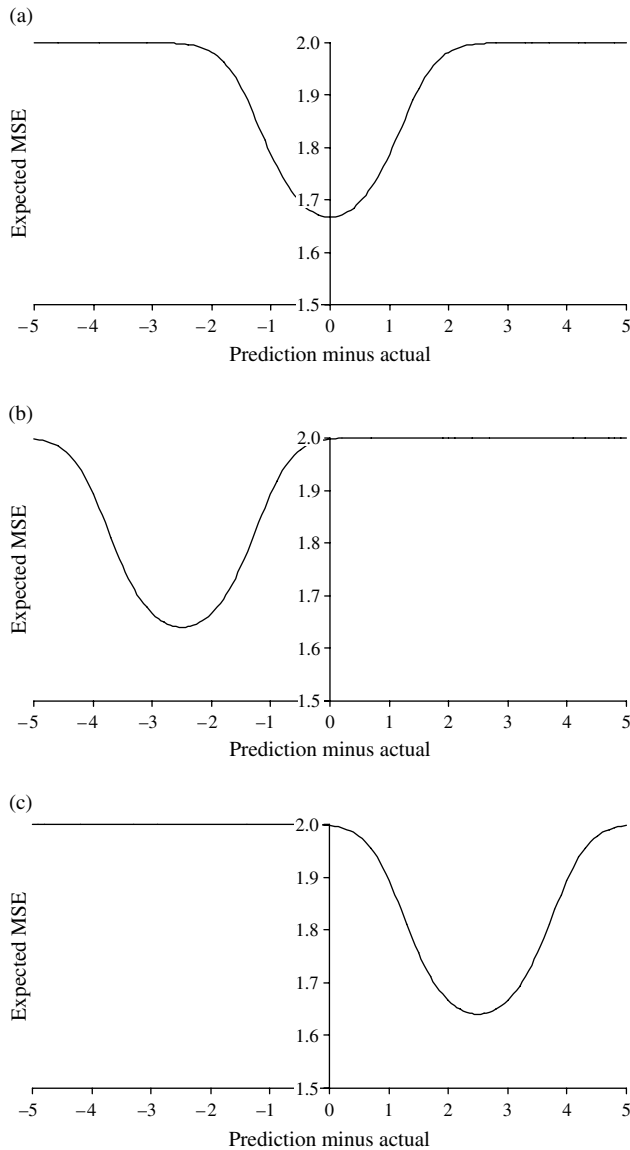 (a)
2.0
1.9
1.8
1.7
1.6
1.5
Expected MSE
–5 –4 –3 –2 –1 0 1 2 3 4 5
Prediction minus actual
(b)
2.0
1.9
1.8
1.7
1.6
1.5
Expected MSE
–5 –4 –3 –2 –1 0 1 2 3 4 5
Prediction minus actual
(c)
2.0
1.9
1.8
1.7
1.6
1.5
Expected MSE
–5 –4 –3 –2 –1 0 1 2 3 4 5
Prediction minus actual